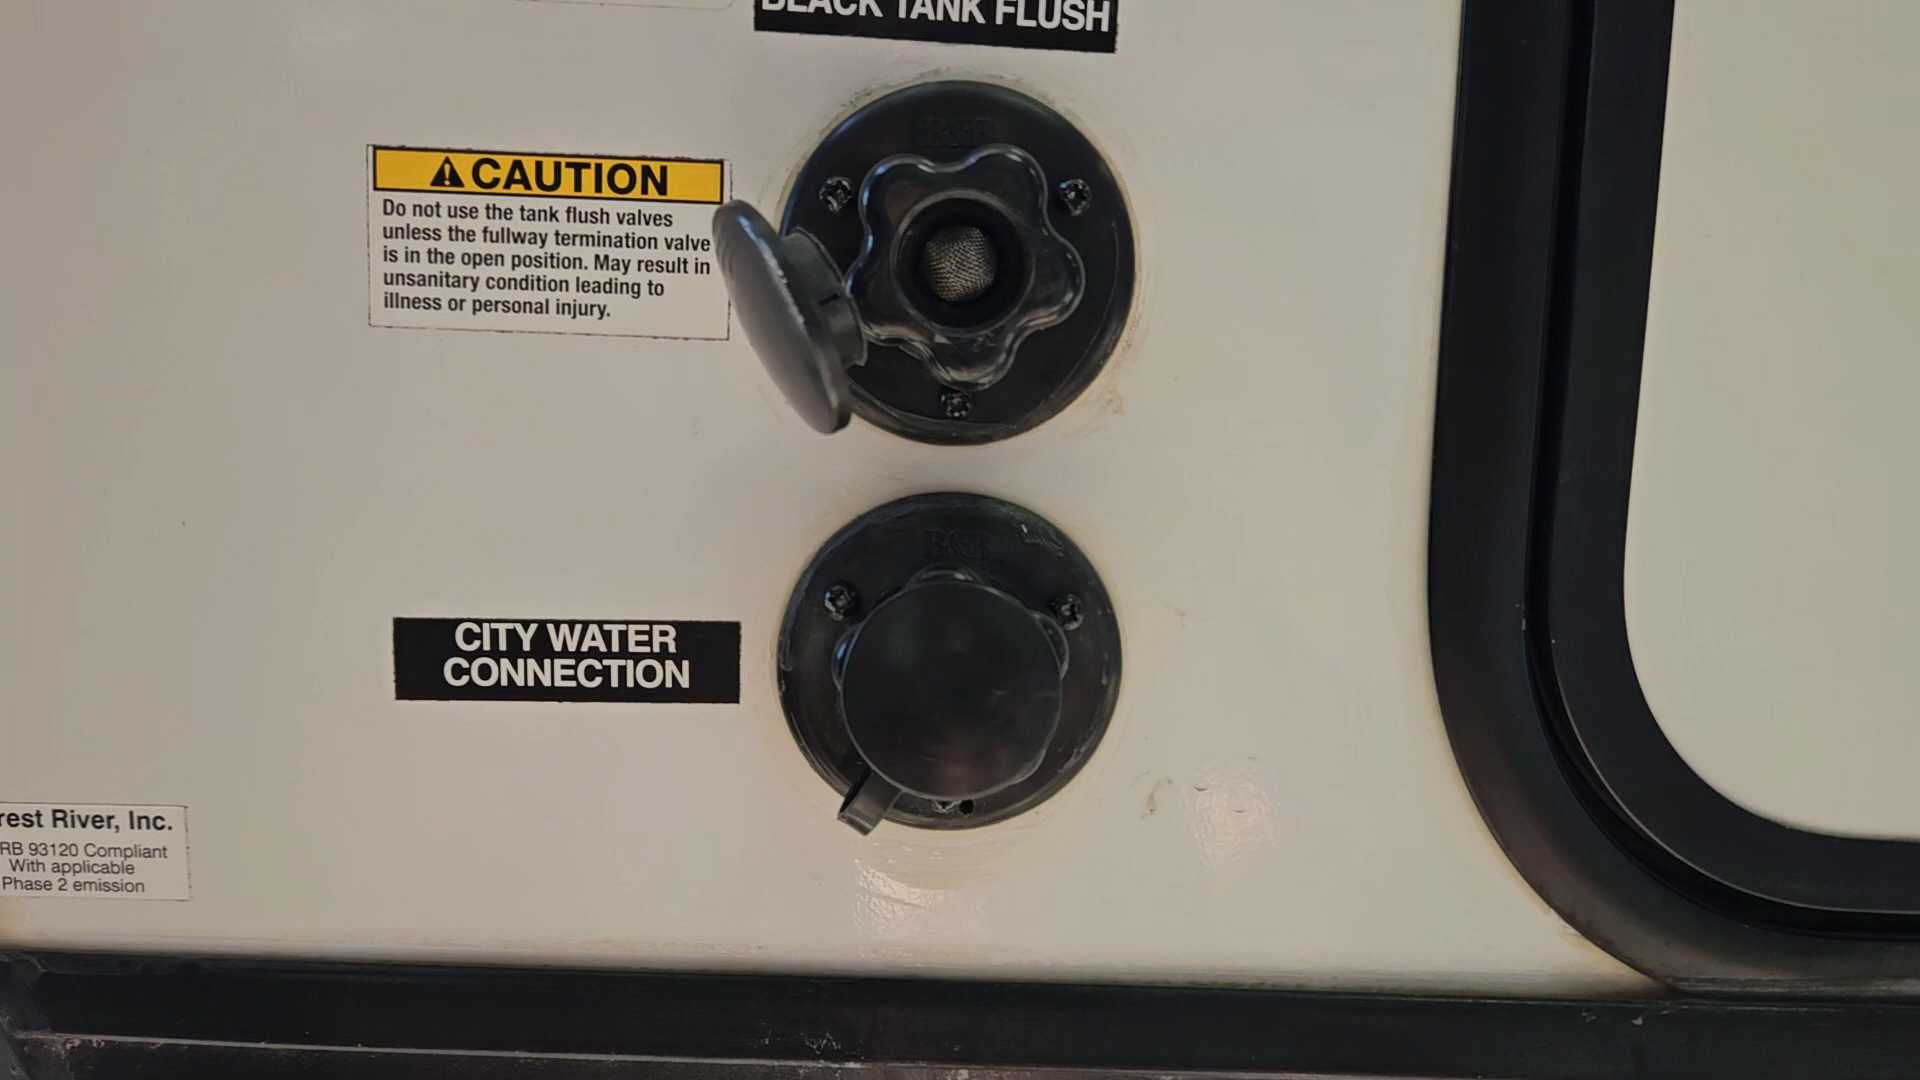 BLACK TANK FLUSH
CAUTION
Do not use the tank flush valves
unless the fullway termination valve
is in the open position. May result in
unsanitary condition leading to
illness or personal injury.
B&B
B&B
CITY WATER
CONNECTION
rest River, Inc.
RB 93120 Compliant
With applicable
Phase 2 emission